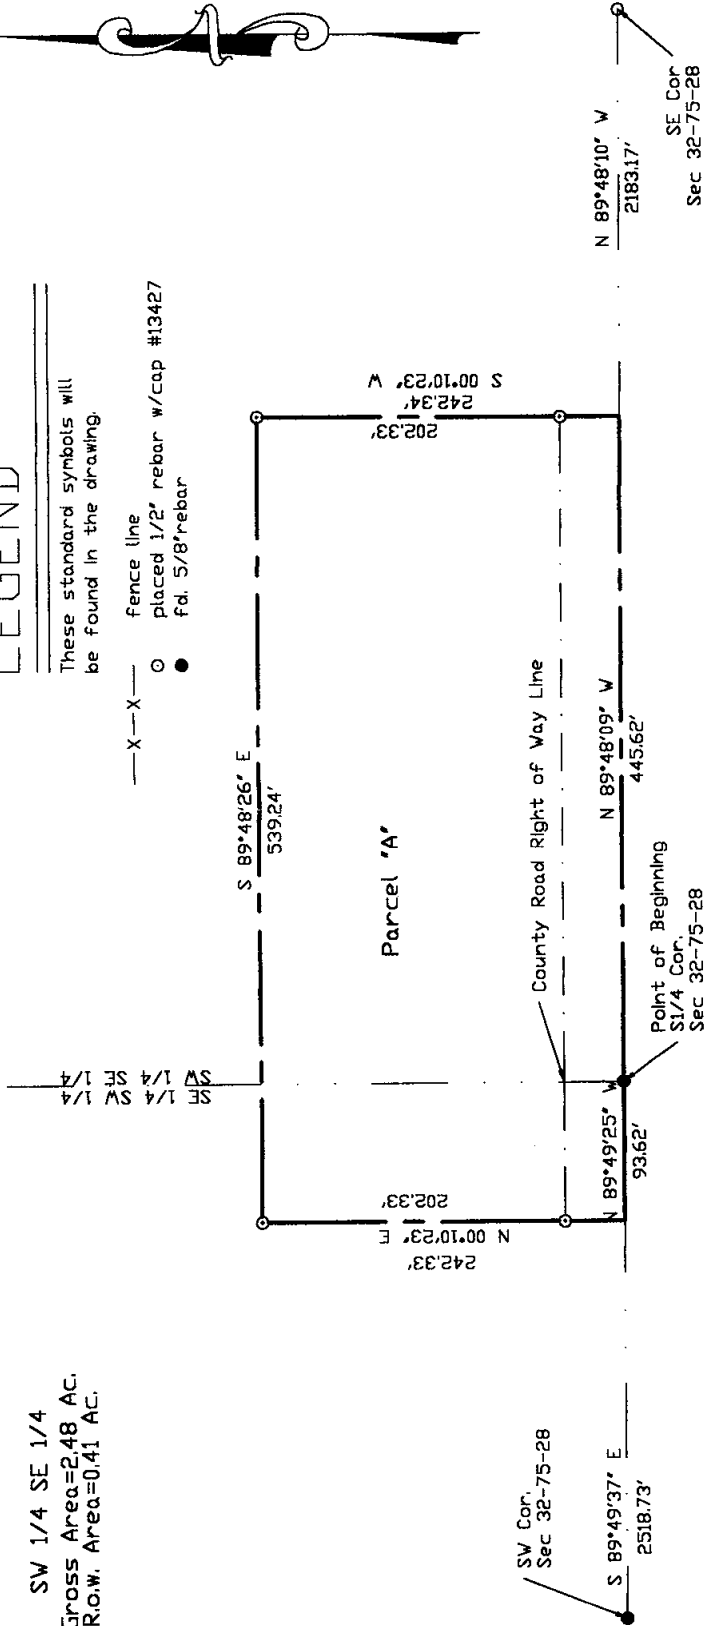 SW 1/4 SE 1/4
Gross Area=2.48 Ac.
R.o.w. Area=0.41 Ac.
LEGEND
These standard symbols will
be found in the drawing.
—X—X— fence line
placed 1/2" rebar w/cap #13427
fd. 5/8"rebar
SE 1/4 SW 1/4
SW 1/4 SE 1/4
S 89°48'26" E
539.24'
N 00°10'23" E
242.33'
202.33'
Parcel "A"
202.33'
242.34'
S 00°10'23" W
County Road Right of Way Line
SW Cor.
Sec 32-75-28
S 89°49'37" E
2518.73'
N 89°49'25" W
93.62'
Point of Beginning
S1/4 Cor.
Sec 32-75-28
N 89°48'09" W
445.62'
N 89°48'10" W
2183.17'
SE Cor
Sec 32-75-28